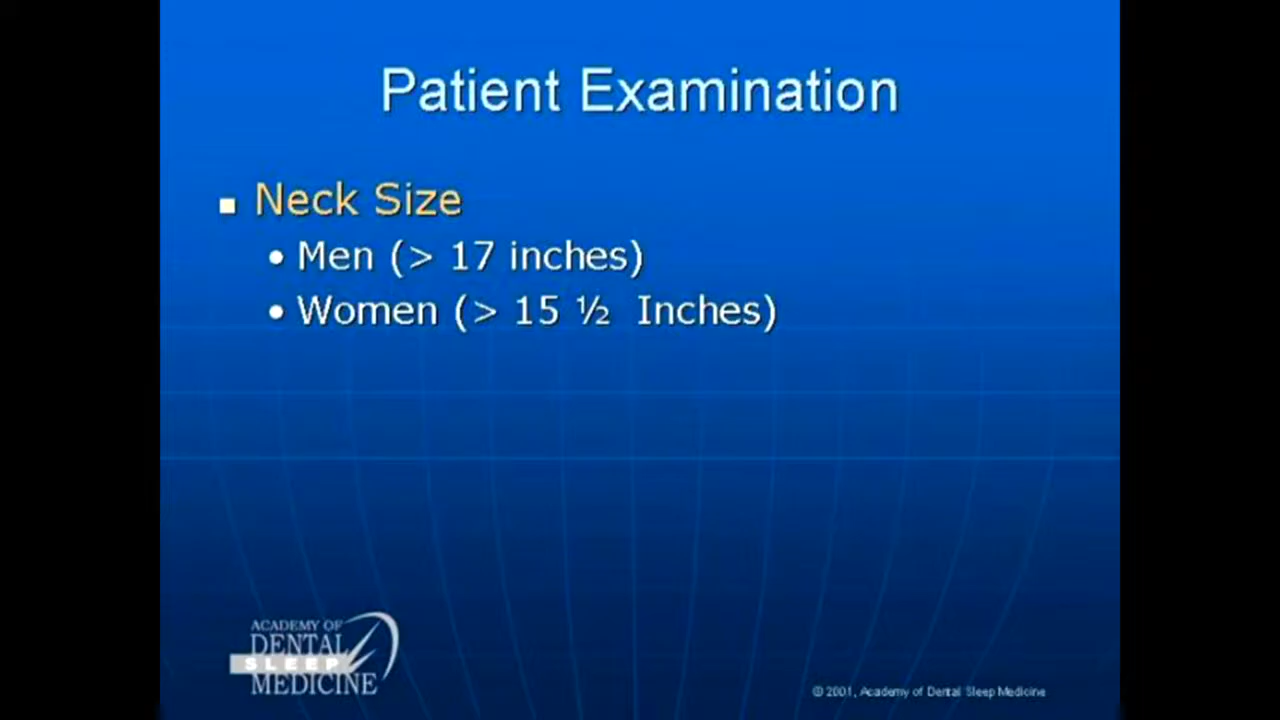 Patient Examination
Neck Size
• Men (> 17 inches)
• Women (> 15 ½ Inches)
ACADEMY OF
DENTAL
SLEEP
MEDICINE
© 2001, Academy of Dental Sleep Medicine